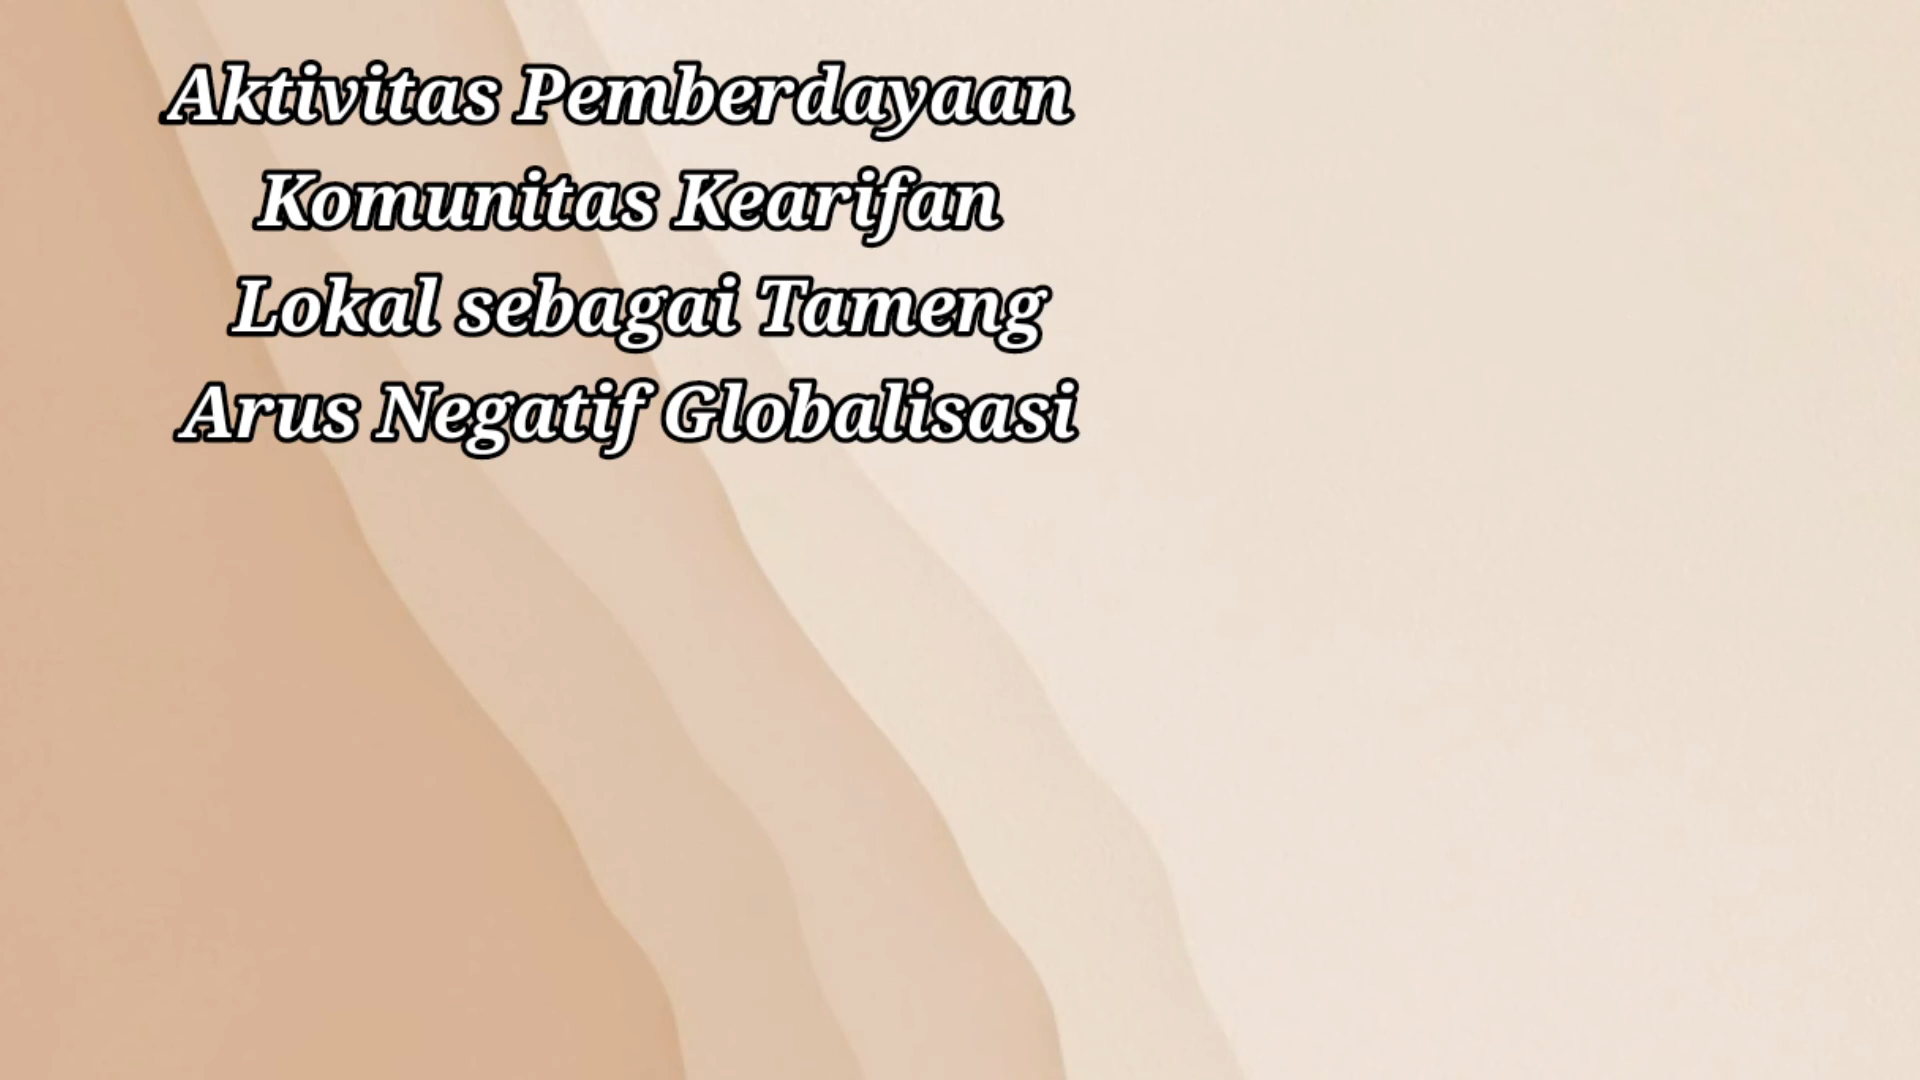 Aktivitas Pemberdayaan
Komunitas Kearifan
Lokal sebagai Tameng
Arus Negatif Globalisasi